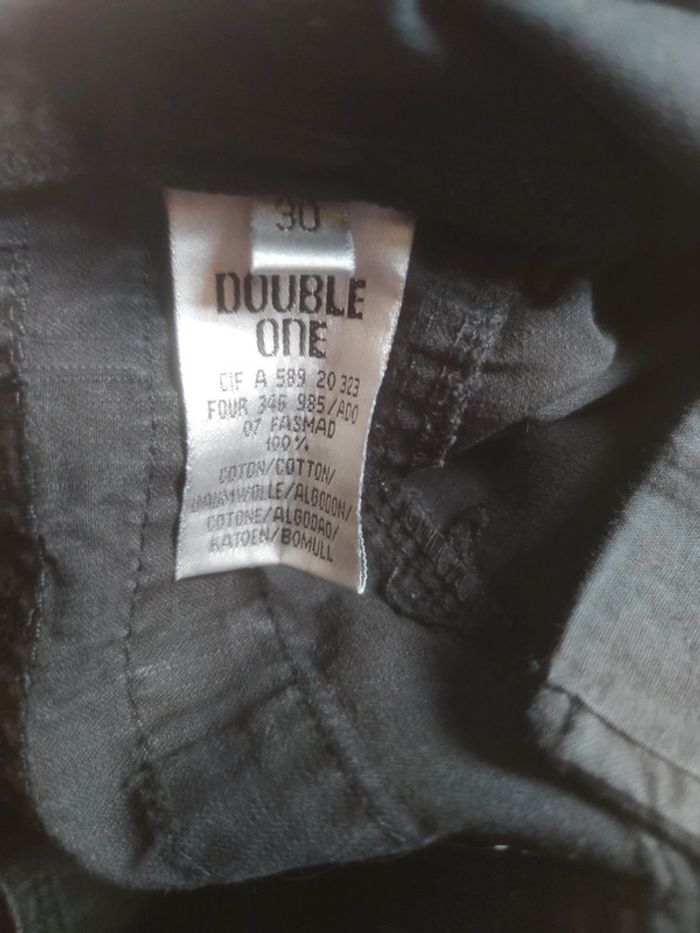 30
DOUBLE
ONE
CIF A 589 20 323
FOUR 346 985/ADO
07 FASMAD
100%
COTON/COTTON/
BAUMWOLLE/ALGODON/
COTONE/ALGODAO/
KATOEN/BOMULL